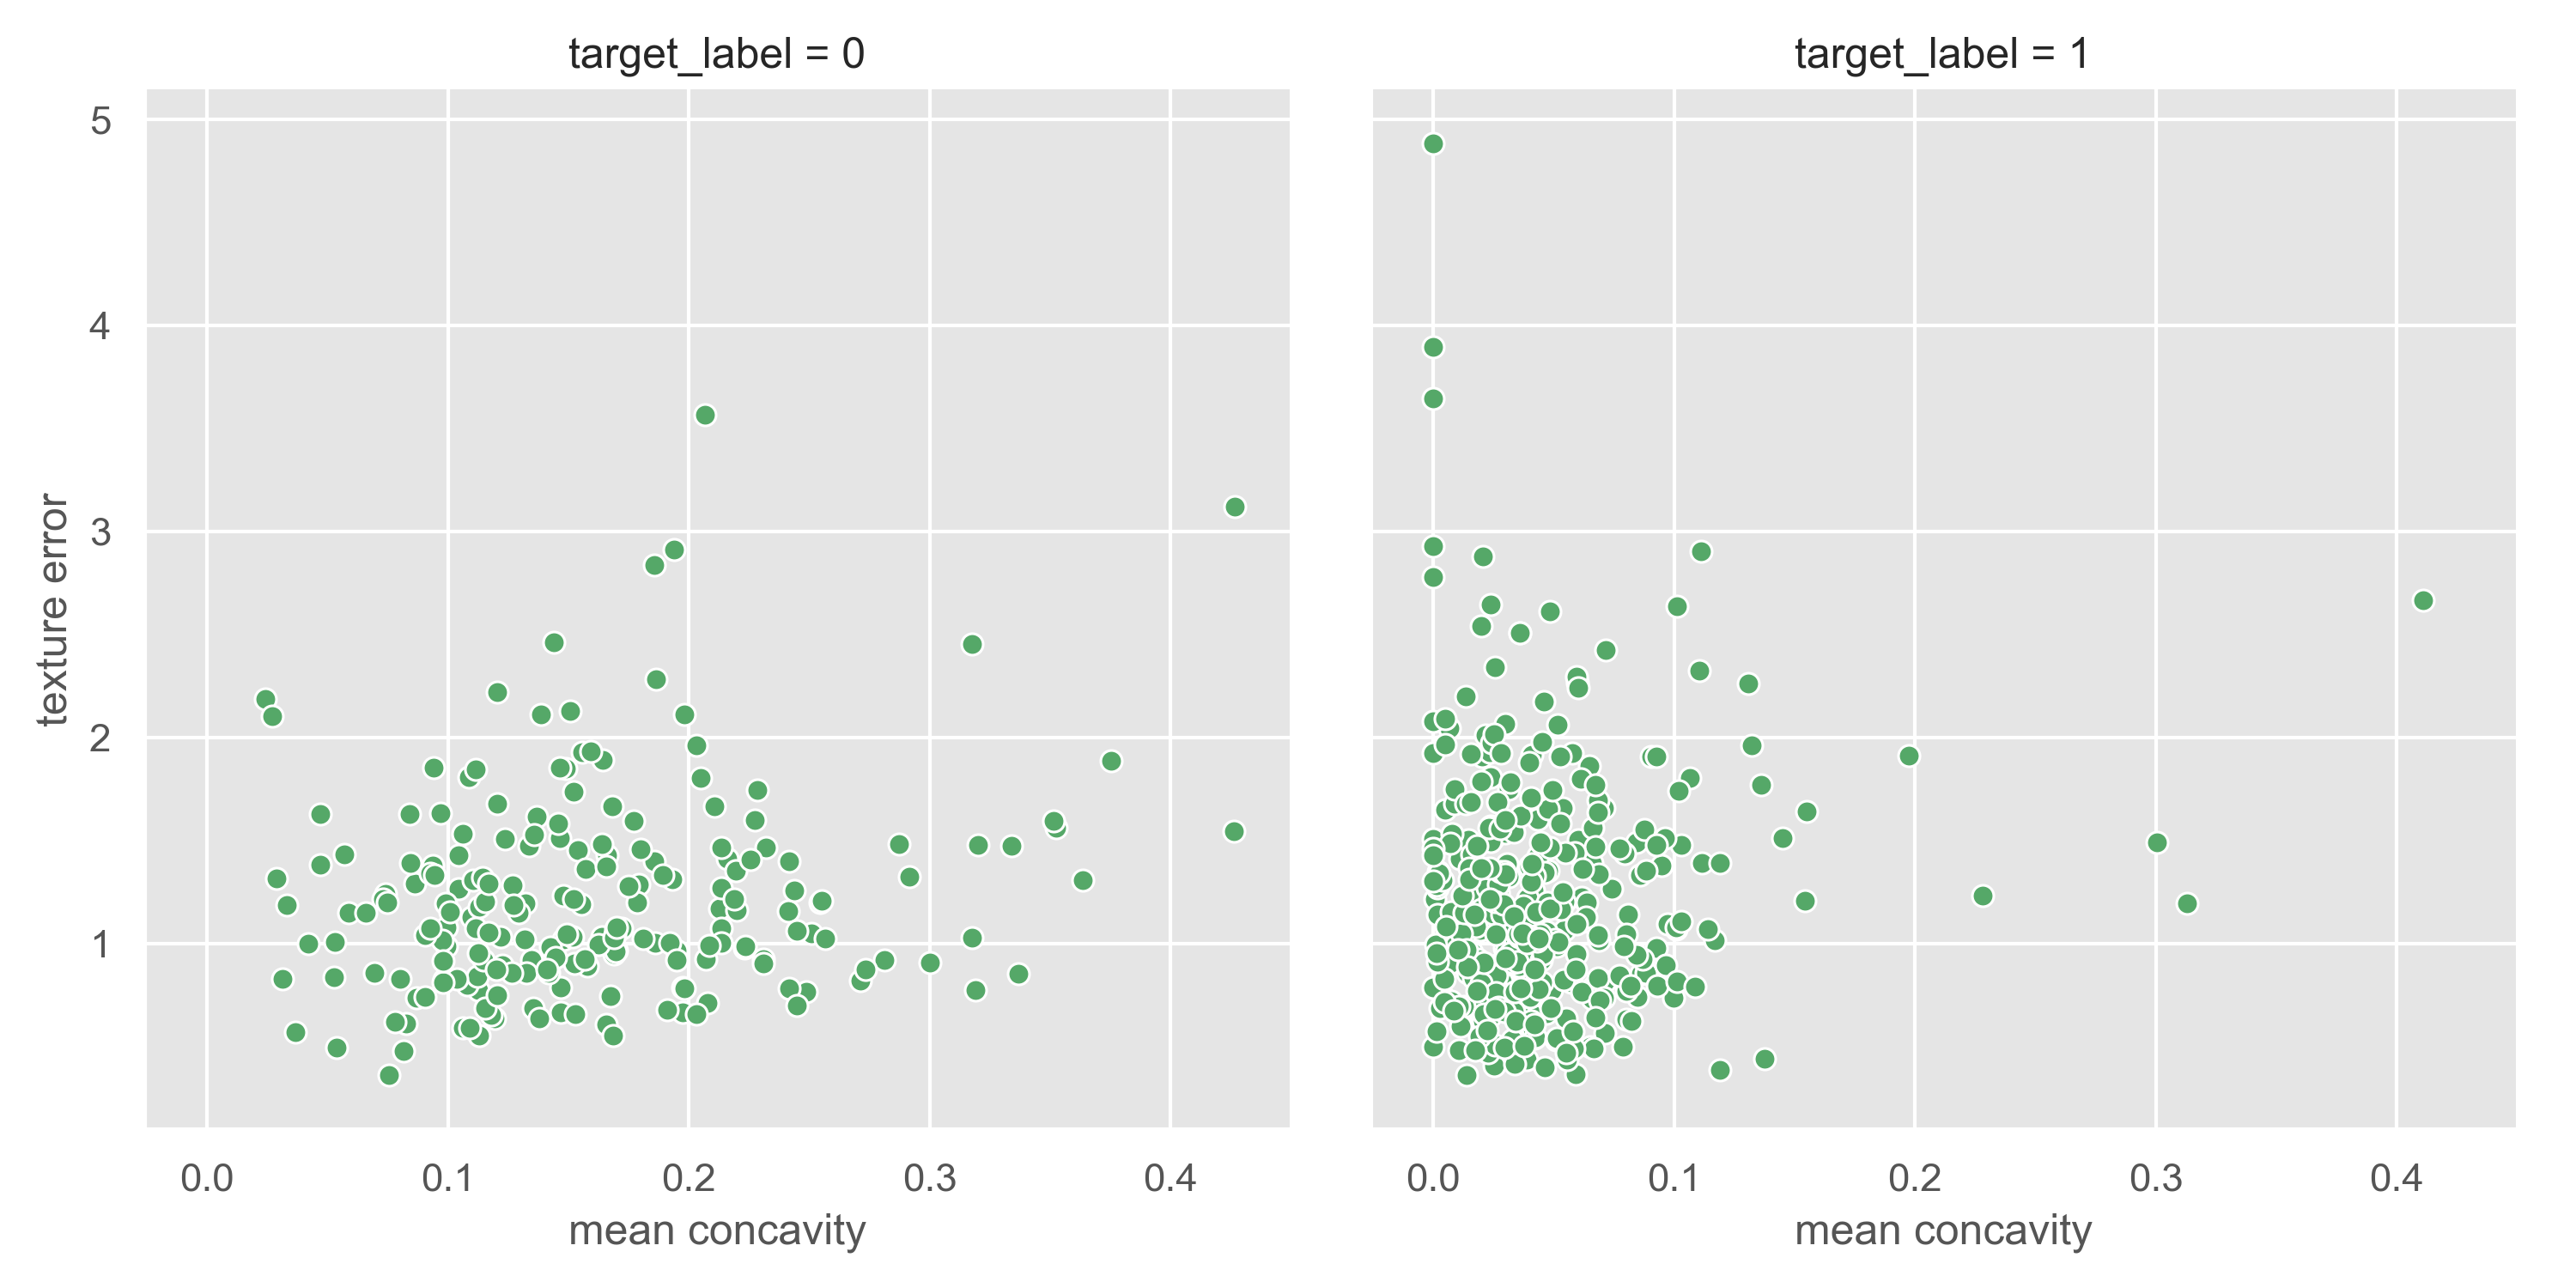 target_label = 0
target_label = 1
texture error
5
4
3
2
1
0.0 0.1 0.2 0.3 0.4
0.0 0.1 0.2 0.3 0.4
mean concavity
mean concavity